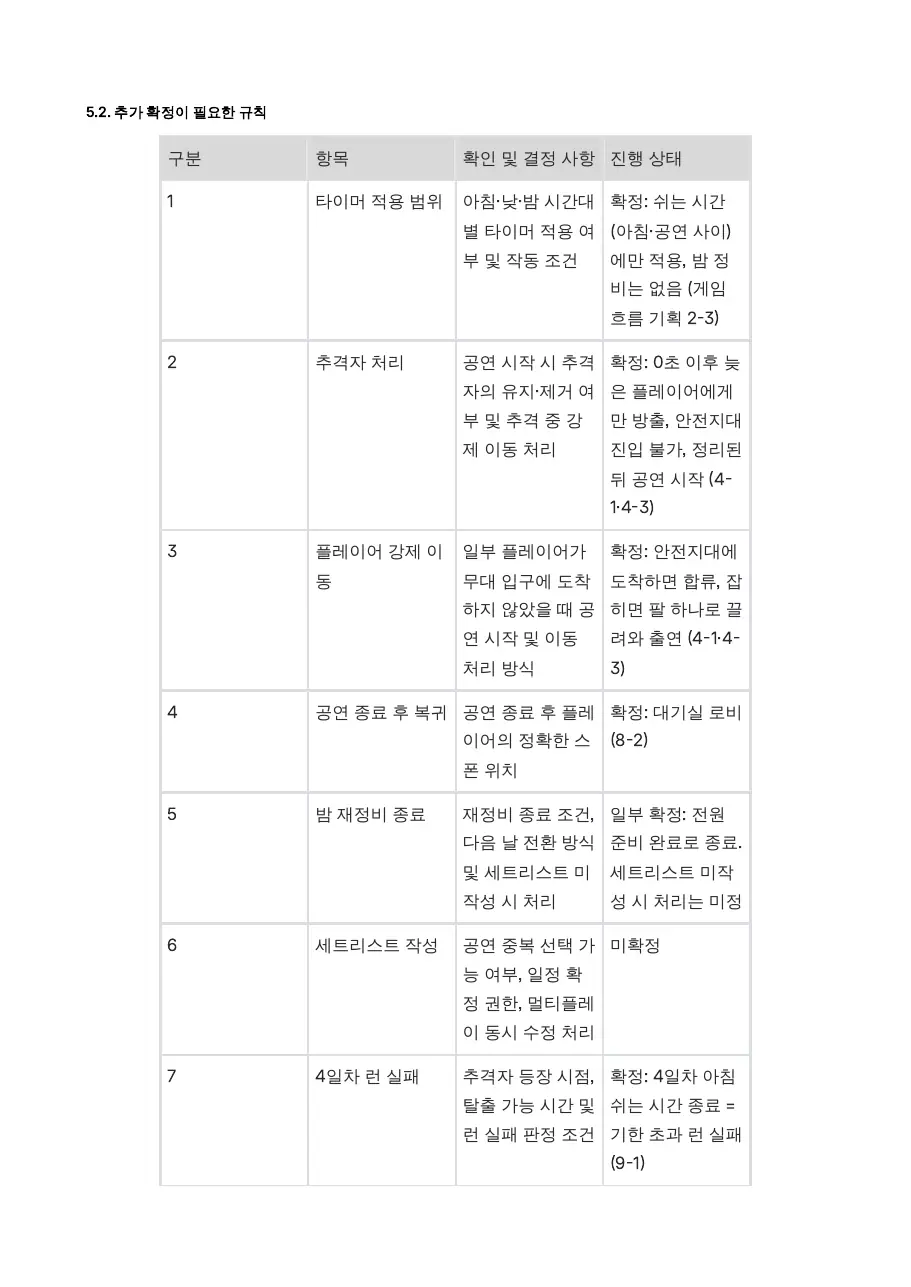 5.2. 추가 확정이 필요한 규칙
구분 항목 확인 및 결정 사항 진행 상태
1 타이머 적용 범위 아침·낮·밤 시간대 확정: 쉬는 시간
별 타이머 적용 여 (아침·공연 사이)
부 및 작동 조건 에만 적용, 밤 정
비는 없음 (게임
흐름 기획 2-3)
2 추격자 처리 공연 시작 시 추격 확정: 0초 이후 늦
자의 유지·제거 여 은 플레이어에게
부 및 추격 중 강 만 방출, 안전지대
제 이동 처리 진입 불가, 정리된
뒤 공연 시작 (4-
1·4-3)
3 플레이어 강제 이 일부 플레이어가 확정: 안전지대에
동 무대 입구에 도착 도착하면 합류, 잡
하지 않았을 때 공 히면 팔 하나로 끌
연 시작 및 이동 려와 출연 (4-1·4-
처리 방식 3)
4 공연 종료 후 복귀 공연 종료 후 플레 확정: 대기실 로비
이어의 정확한 스 (8-2)
폰 위치
5 밤 재정비 종료 재정비 종료 조건, 일부 확정: 전원
다음 날 전환 방식 준비 완료로 종료.
및 세트리스트 미 세트리스트 미작
작성 시 처리 성 시 처리는 미정
6 세트리스트 작성 공연 중복 선택 가 미확정
능 여부, 일정 확
정 권한, 멀티플레
이 동시 수정 처리
7 4일차 런 실패 추격자 등장 시점, 확정: 4일차 아침
탈출 가능 시간 및 쉬는 시간 종료 =
런 실패 판정 조건 기한 초과 런 실패
(9-1)